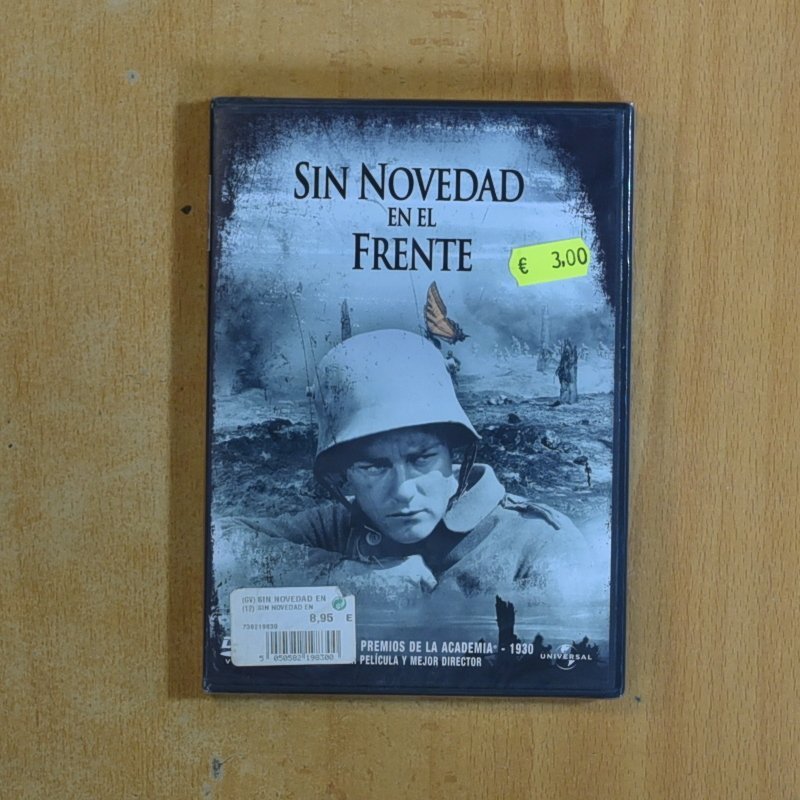 SIN NOVEDAD
EN EL
FRENTE
€ 3,00
(GV) SIN NOVEDAD EN
(12) SIN NOVEDAD EN
8,95 E
5 050582 198300
PREMIOS DE LA ACADEMIA® - 1930
PELÍCULA Y MEJOR DIRECTOR
UNIVERSAL